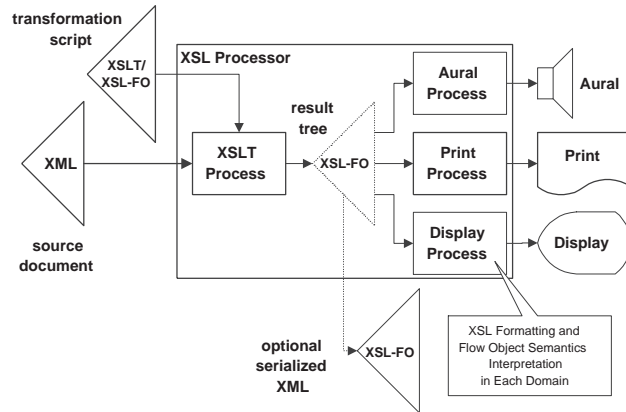 transformation
script
XSLT/
XSL-FO
XSL Processor
Aural
Process
Aural
result
tree
XML
XSLT
Process
XSL-FO
Print
Process
Print
source
document
Display
Process
Display
optional
serialized
XML
XSL-FO
XSL Formatting and
Flow Object Semantics
Interpretation
in Each Domain